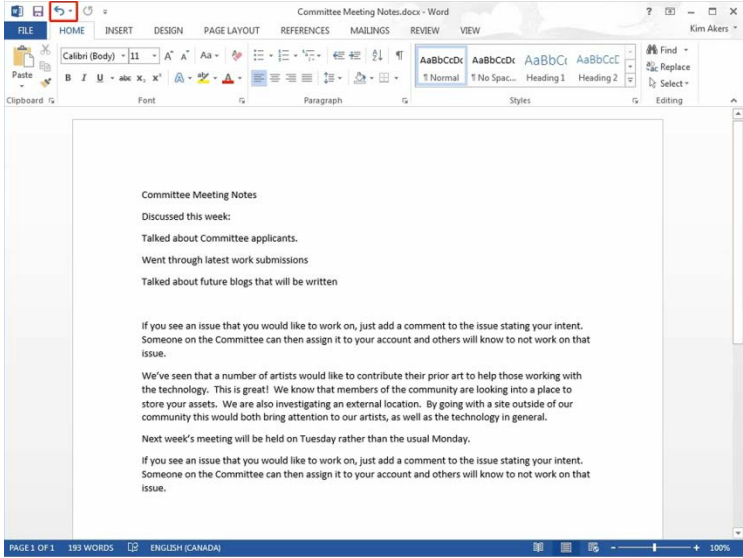 Committee Meeting Notes.docx - Word
FILE HOME INSERT DESIGN PAGE LAYOUT REFERENCES MAILINGS REVIEW VIEW Kim Akers
Paste
Calibri (Body) 11
Find
Replace
Select
AaBbCcDc AaBbCcDc AaBbCc AaBbCcC
¶ Normal ¶ No Spac... Heading 1 Heading 2
Clipboard Font Paragraph Styles Editing
Committee Meeting Notes
Discussed this week:
Talked about Committee applicants.
Went through latest work submissions
Talked about future blogs that will be written
If you see an issue that you would like to work on, just add a comment to the issue stating your intent.
Someone on the Committee can then assign it to your account and others will know to not work on that
issue.
We've seen that a number of artists would like to contribute their prior art to help those working with
the technology.  This is great!  We know that members of the community are looking into a place to
store your assets.  We are also investigating an external location.  By going with a site outside of our
community this would both bring attention to our artists, as well as the technology in general.
Next week's meeting will be held on Tuesday rather than the usual Monday.
If you see an issue that you would like to work on, just add a comment to the issue stating your intent.
Someone on the Committee can then assign it to your account and others will know to not work on that
issue.
PAGE 1 OF 1 193 WORDS ENGLISH (CANADA) 100%